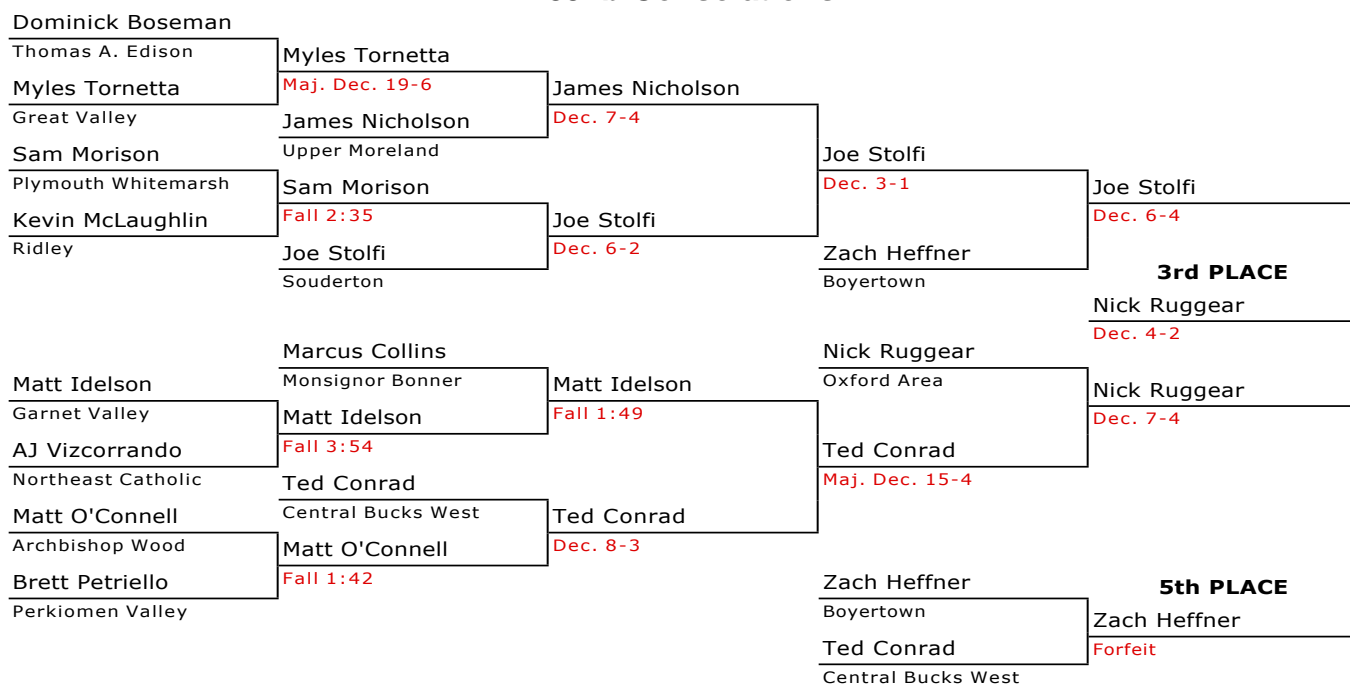 Dominick Boseman
Thomas A. Edison
Myles Tornetta
Myles Tornetta
Maj. Dec. 19-6
James Nicholson
Great Valley
James Nicholson
Dec. 7-4
Sam Morison
Upper Moreland
Joe Stolfi
Plymouth Whitemarsh
Sam Morison
Dec. 3-1
Joe Stolfi
Kevin McLaughlin
Fall 2:35
Joe Stolfi
Dec. 6-4
Ridley
Joe Stolfi
Dec. 6-2
Zach Heffner
Souderton
Boyertown
3rd PLACE
Nick Ruggear
Dec. 4-2
Marcus Collins
Nick Ruggear
Matt Idelson
Monsignor Bonner
Matt Idelson
Oxford Area
Nick Ruggear
Garnet Valley
Matt Idelson
Fall 1:49
Dec. 7-4
AJ Vizcorrando
Fall 3:54
Ted Conrad
Northeast Catholic
Ted Conrad
Maj. Dec. 15-4
Matt O'Connell
Central Bucks West
Ted Conrad
Archbishop Wood
Matt O'Connell
Dec. 8-3
Brett Petriello
Fall 1:42
Zach Heffner
5th PLACE
Perkiomen Valley
Boyertown
Zach Heffner
Ted Conrad
Forfeit
Central Bucks West